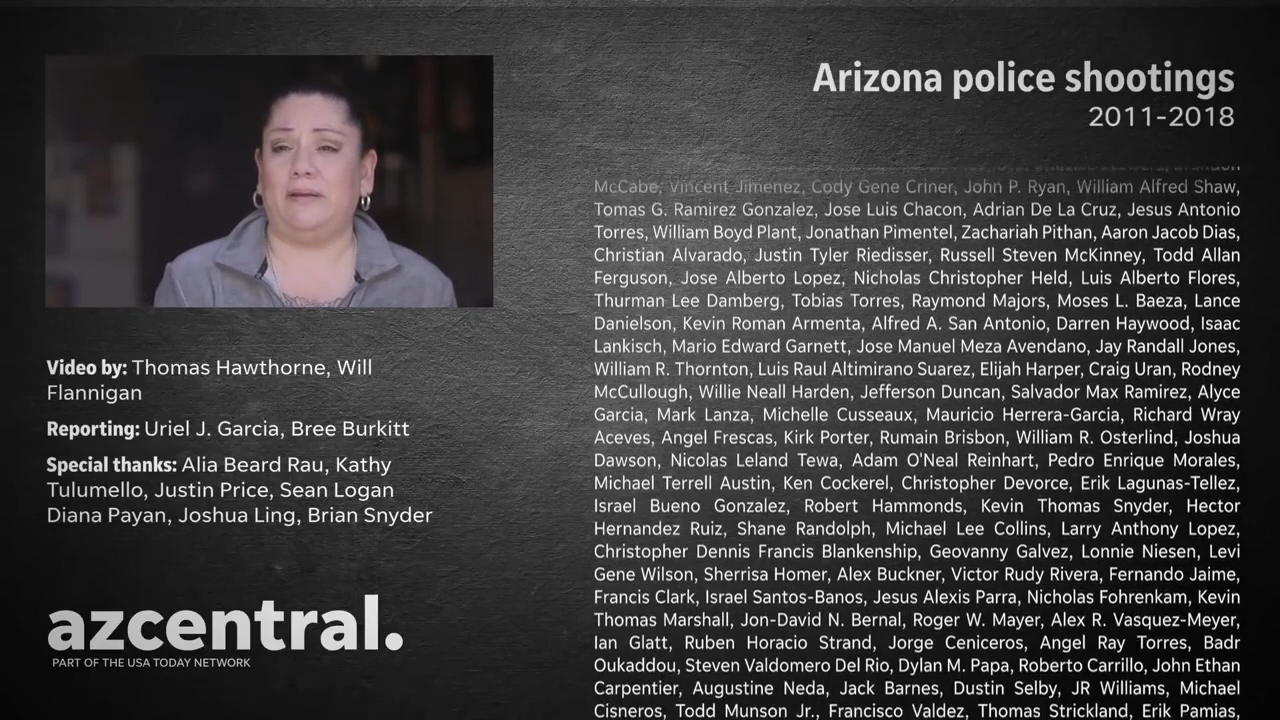 Arizona police shootings
2011-2018
McCabe, Vincent Jimenez, Cody Gene Criner, John P. Ryan, William Alfred Shaw,
Tomas G. Ramirez Gonzalez, Jose Luis Chacon, Adrian De La Cruz, Jesus Antonio
Torres, William Boyd Plant, Jonathan Pimentel, Zachariah Pithan, Aaron Jacob Dias,
Christian Alvarado, Justin Tyler Riedisser, Russell Steven McKinney, Todd Allan
Ferguson, Jose Alberto Lopez, Nicholas Christopher Held, Luis Alberto Flores,
Thurman Lee Damberg, Tobias Torres, Raymond Majors, Moses L. Baeza, Lance
Danielson, Kevin Roman Armenta, Alfred A. San Antonio, Darren Haywood, Isaac
Lankisch, Mario Edward Garnett, Jose Manuel Meza Avendano, Jay Randall Jones,
William R. Thornton, Luis Raul Altimirano Suarez, Elijah Harper, Craig Uran, Rodney
McCullough, Willie Neall Harden, Jefferson Duncan, Salvador Max Ramirez, Alyce
Garcia, Mark Lanza, Michelle Cusseaux, Mauricio Herrera-Garcia, Richard Wray
Aceves, Angel Frescas, Kirk Porter, Rumain Brisbon, William R. Osterlind, Joshua
Dawson, Nicolas Leland Tewa, Adam O'Neal Reinhart, Pedro Enrique Morales,
Michael Terrell Austin, Ken Cockerel, Christopher Devorce, Erik Lagunas-Tellez,
Israel Bueno Gonzalez, Robert Hammonds, Kevin Thomas Snyder, Hector
Hernandez Ruiz, Shane Randolph, Michael Lee Collins, Larry Anthony Lopez,
Christopher Dennis Francis Blankenship, Geovanny Galvez, Lonnie Niesen, Levi
Gene Wilson, Sherrisa Homer, Alex Buckner, Victor Rudy Rivera, Fernando Jaime,
Francis Clark, Israel Santos-Banos, Jesus Alexis Parra, Nicholas Fohrenkam, Kevin
Thomas Marshall, Jon-David N. Bernal, Roger W. Mayer, Alex R. Vasquez-Meyer,
Ian Glatt, Ruben Horacio Strand, Jorge Ceniceros, Angel Ray Torres, Badr
Oukaddou, Steven Valdomero Del Rio, Dylan M. Papa, Roberto Carrillo, John Ethan
Carpentier, Augustine Neda, Jack Barnes, Dustin Selby, JR Williams, Michael
Cisneros, Todd Munson Jr., Francisco Valdez, Thomas Strickland, Erik Pamias,
Video by: Thomas Hawthorne, Will
Flannigan
Reporting: Uriel J. Garcia, Bree Burkitt
Special thanks: Alia Beard Rau, Kathy
Tulumello, Justin Price, Sean Logan
Diana Payan, Joshua Ling, Brian Snyder
azcentral.
PART OF THE USA TODAY NETWORK